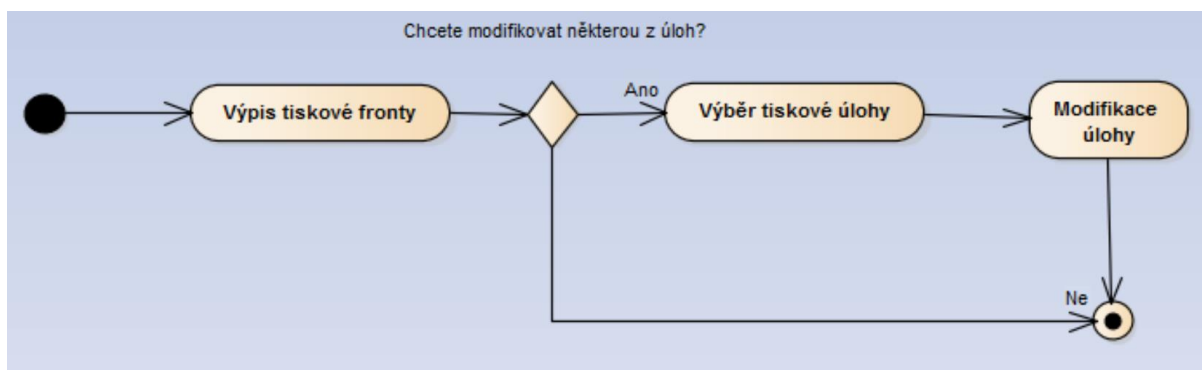 Chcete modifikovat některou z úloh?
Výpis tiskové fronty
Ano
Výběr tiskové úlohy
Modifikace
úlohy
Ne